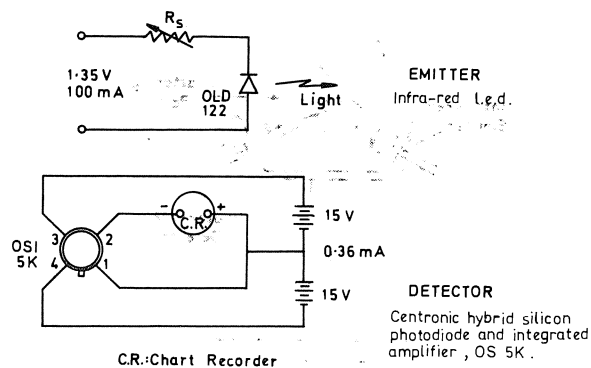 Rs
1·35 V
100 mA
OLD
122
Light
EMITTER
Infra-red l.e.d.
- +
C.R.
3 2
4 1
OSI
5K
15 V
0·36 mA
15 V
DETECTOR
Centronic hybrid silicon
photodiode and integrated
amplifier , OS 5K .
C.R.:Chart Recorder